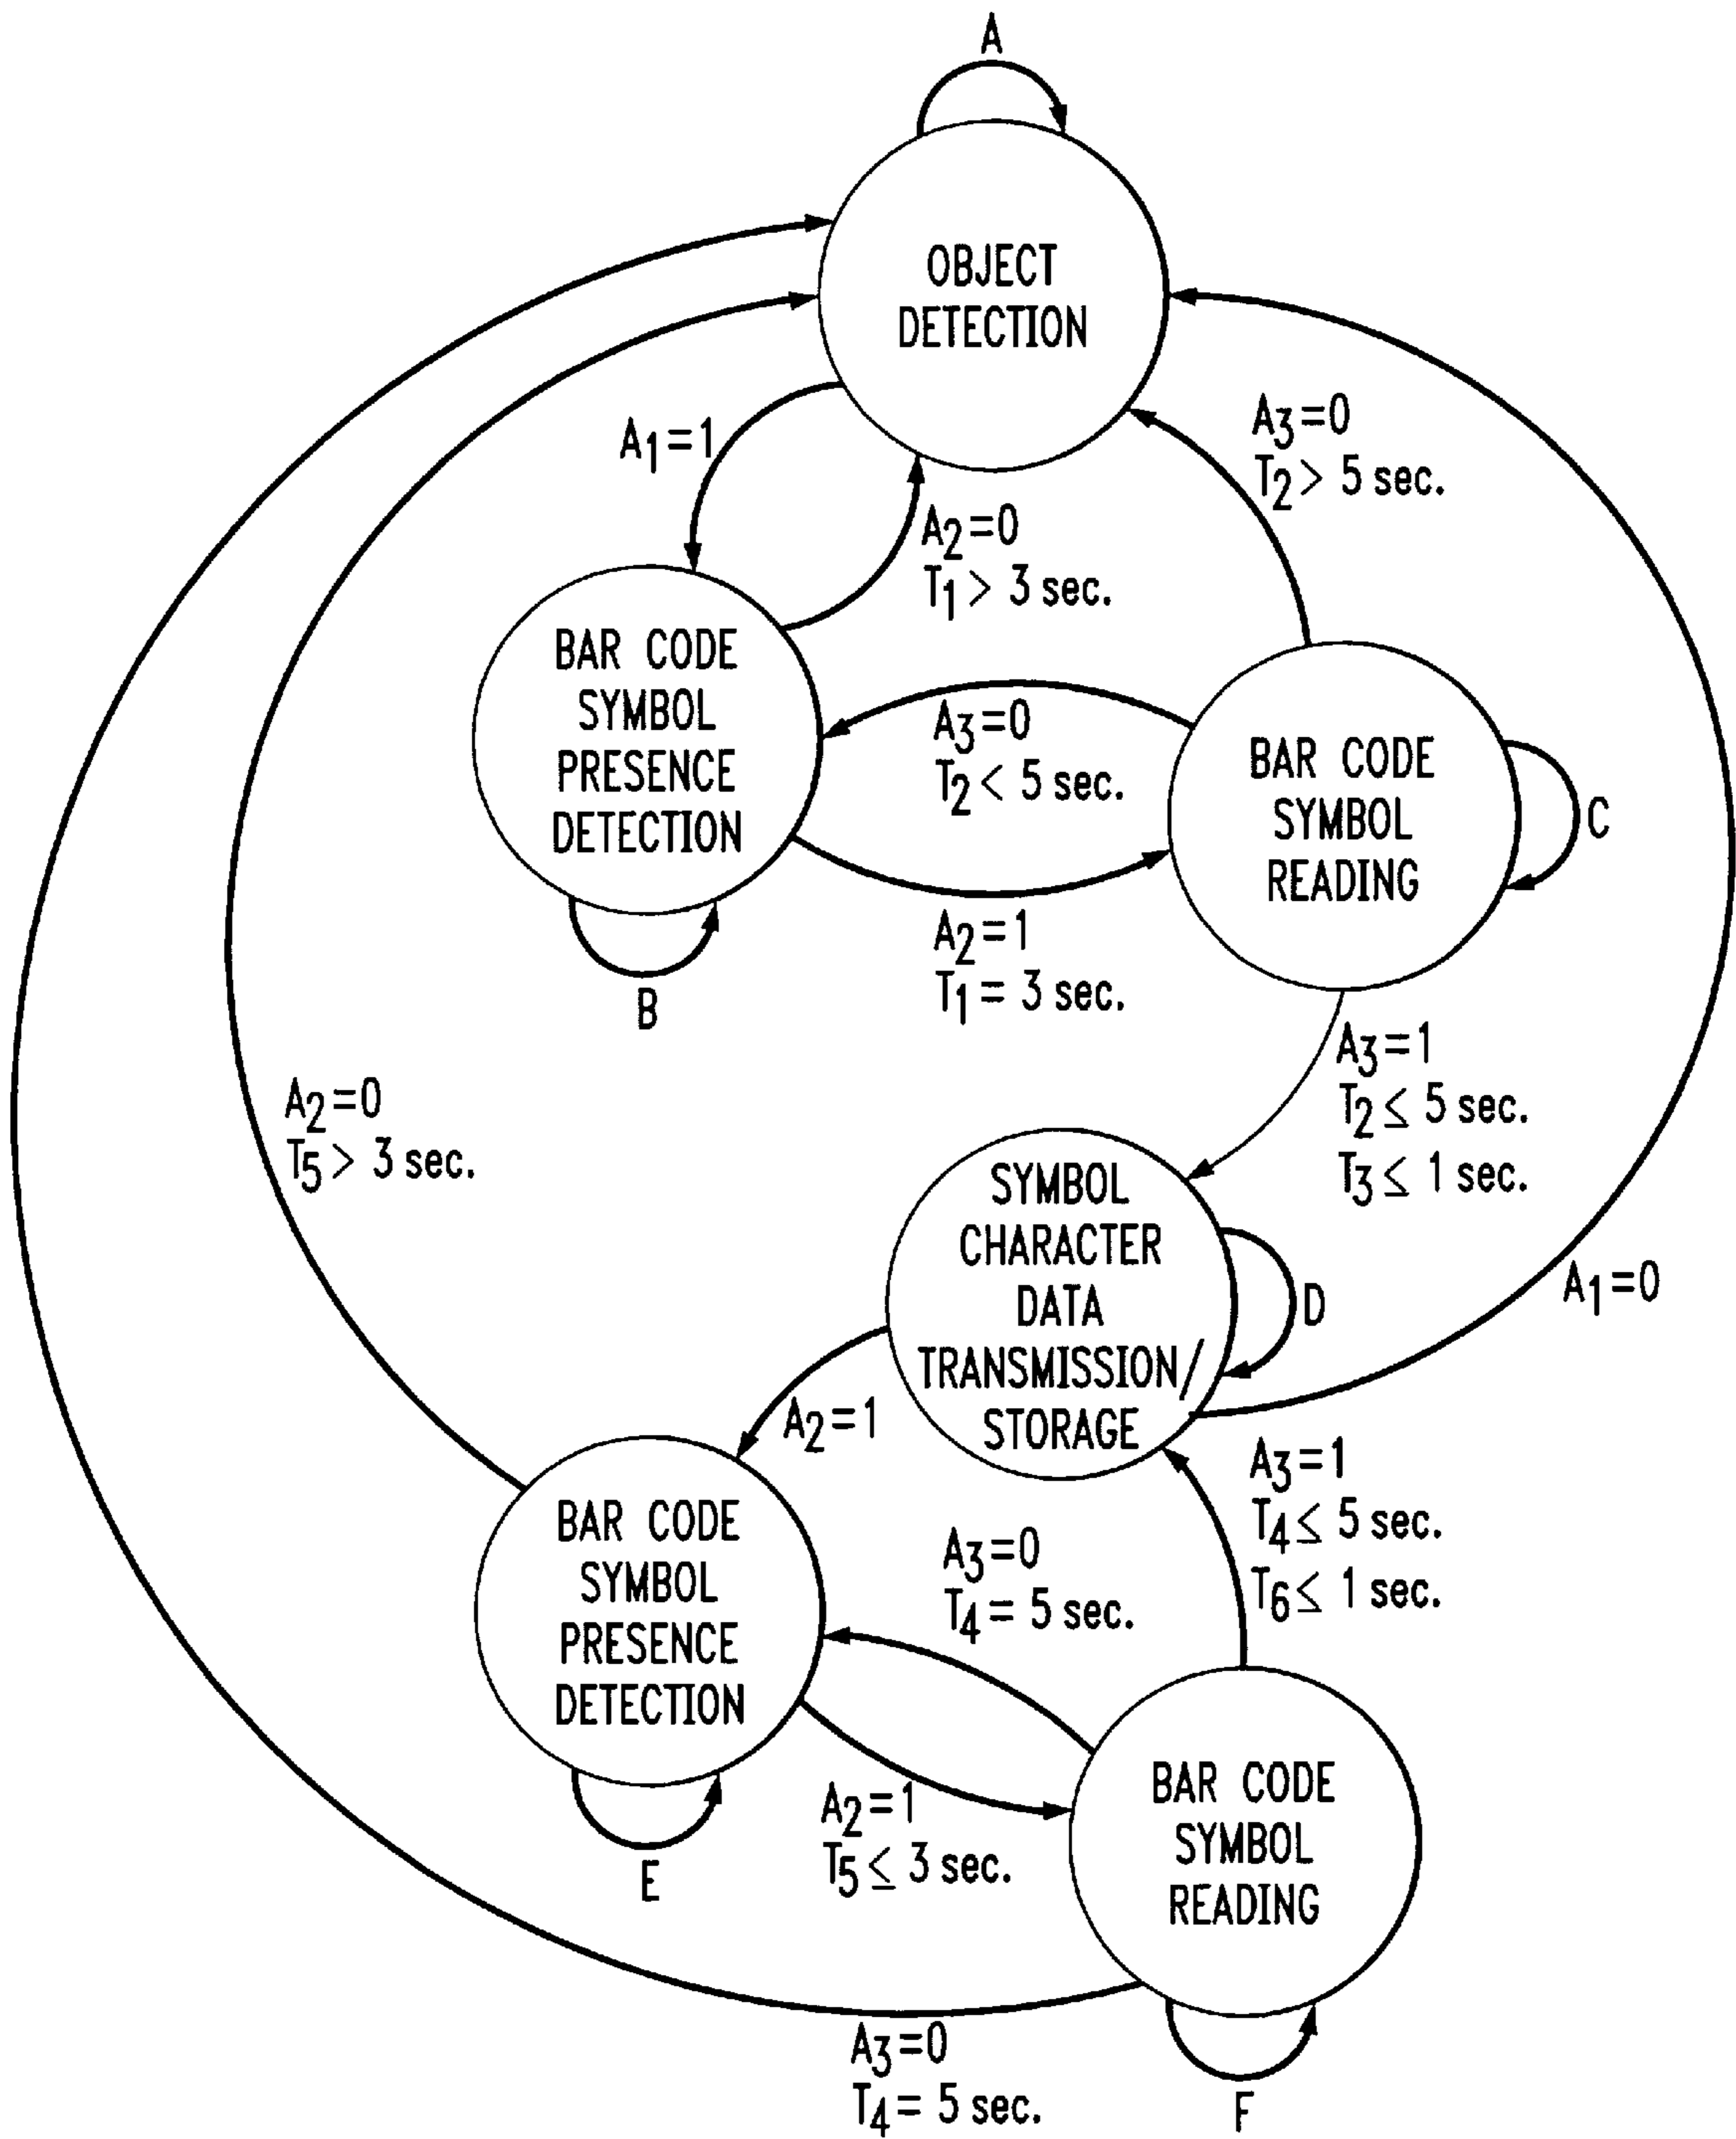 A
OBJECT
DETECTION
A1=1
A3=0
T2> 5 sec.
A2=0
T1> 3 sec.
BAR CODE
SYMBOL
PRESENCE
DETECTION
A3=0
T2< 5 sec.
BAR CODE
SYMBOL
READING
C
A2=1
T1= 3 sec.
B
A3=1
T2≤ 5 sec.
T3≤ 1 sec.
A2=0
T5> 3 sec.
SYMBOL
CHARACTER
DATA
TRANSMISSION/
STORAGE
D
A1=0
A2=1
A3=1
T4≤ 5 sec.
T6≤ 1 sec.
BAR CODE
SYMBOL
PRESENCE
DETECTION
A3=0
T4= 5 sec.
A2=1
T5≤ 3 sec.
E
BAR CODE
SYMBOL
READING
A3=0
T4= 5 sec.
F